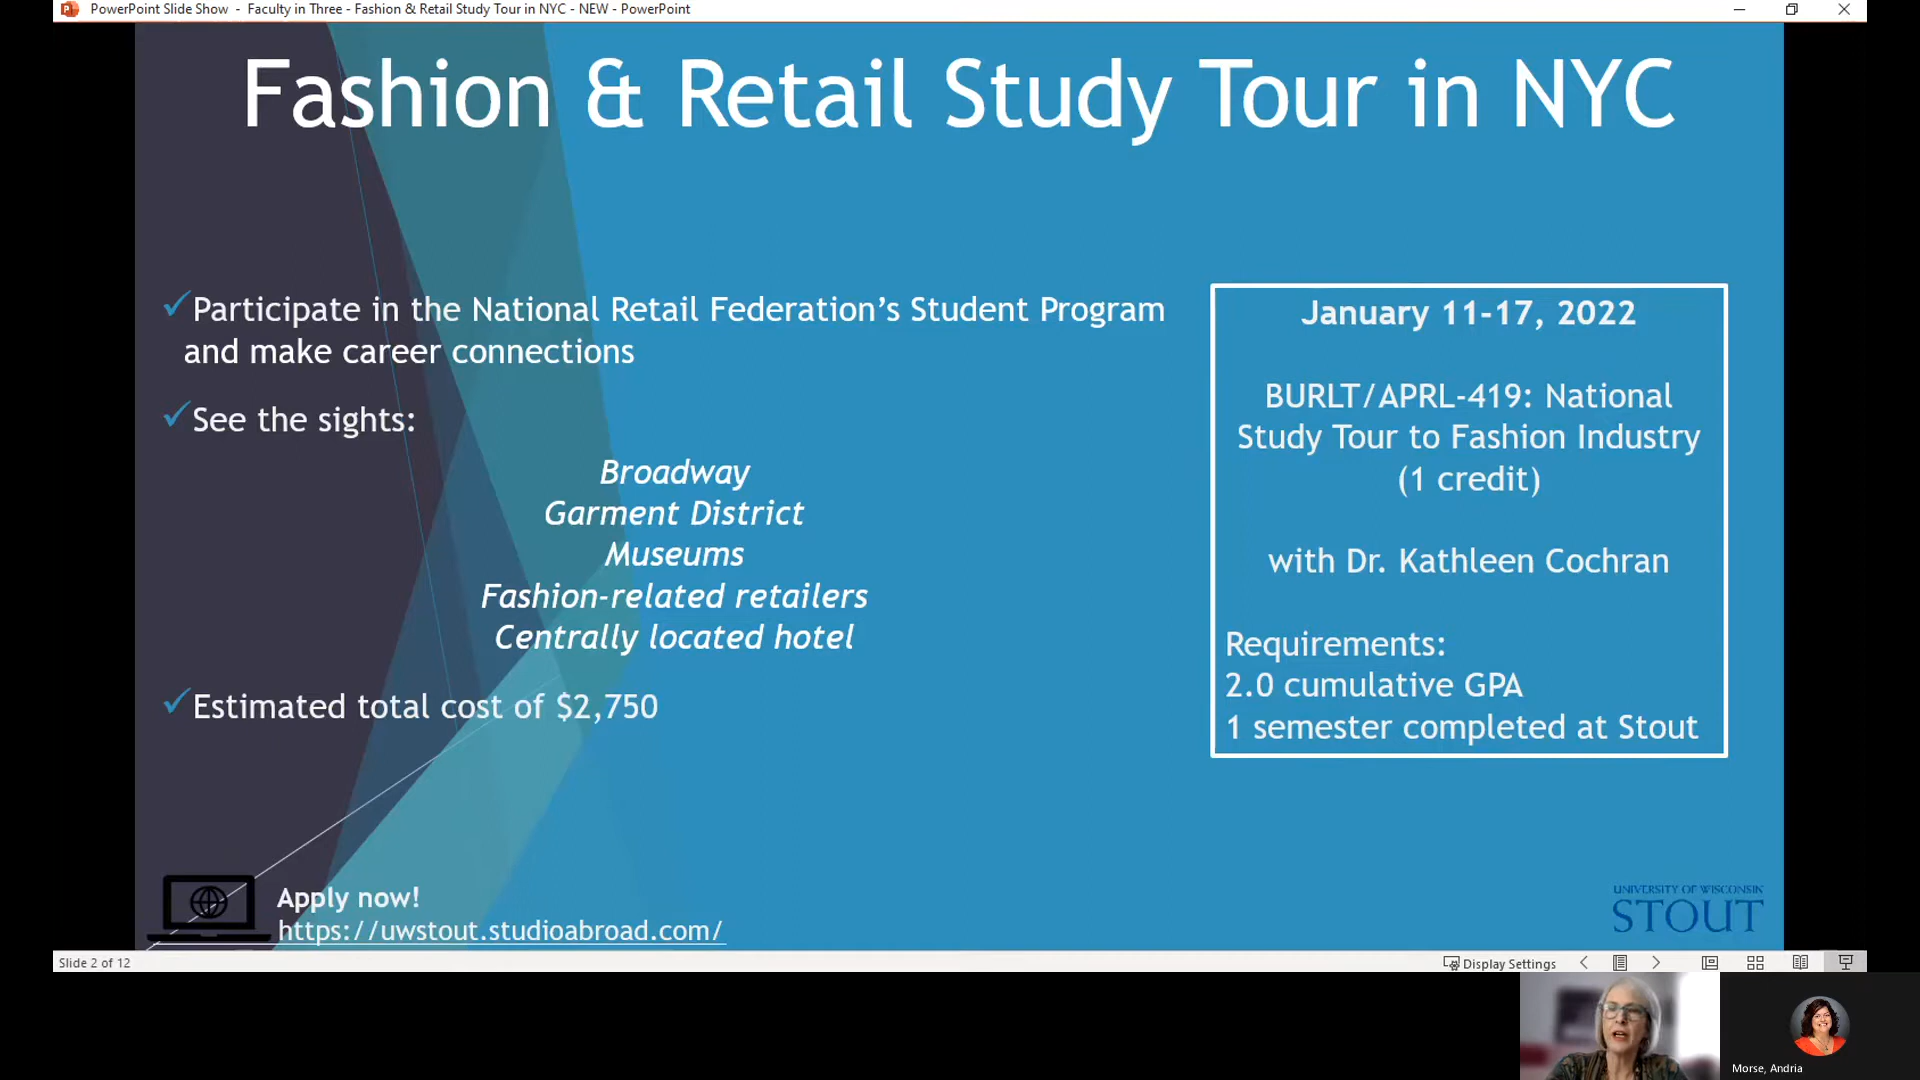 PowerPoint Slide Show - Faculty in Three - Fashion & Retail Study Tour in NYC - NEW - PowerPoint
Fashion & Retail Study Tour in NYC
Participate in the National Retail Federation’s Student Program
and make career connections
See the sights:
Broadway
Garment District
Museums
Fashion-related retailers
Centrally located hotel
Estimated total cost of $2,750
January 11-17, 2022
BURLT/APRL-419: National
Study Tour to Fashion Industry
(1 credit)
with Dr. Kathleen Cochran
Requirements:
2.0 cumulative GPA
1 semester completed at Stout
Apply now!
https://uwstout.studioabroad.com/
UNIVERSITY OF WISCONSIN
STOUT
Slide 2 of 12
Display Settings
Morse, Andria